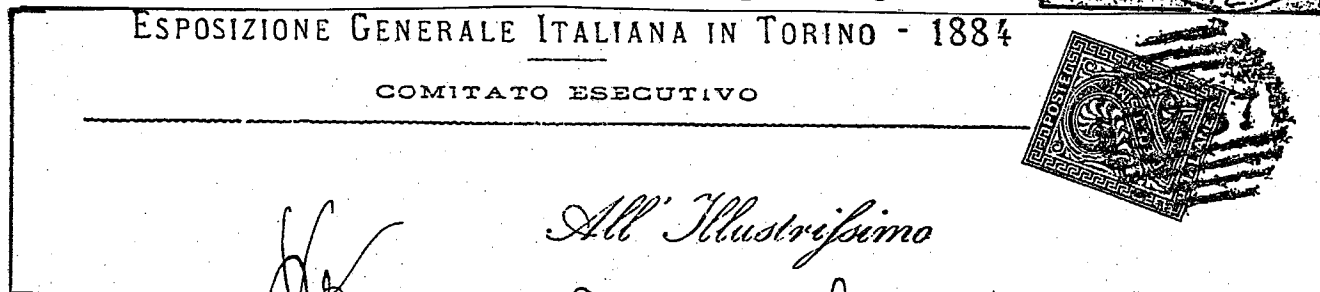 ESPOSIZIONE GENERALE ITALIANA IN TORINO - 1884
COMITATO ESECUTIVO
All' Illustrissimo